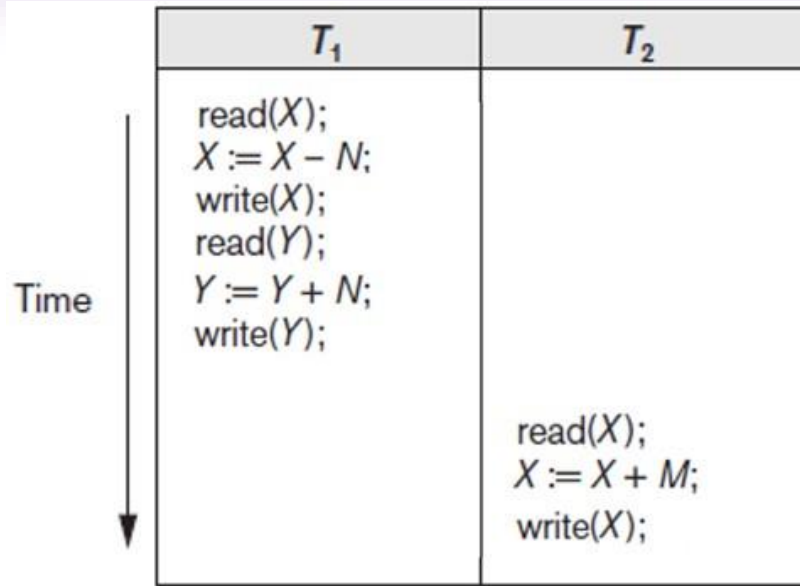 T₁ T₂
read(X);
X := X – N;
write(X);
read(Y);
Time
Y := Y + N;
write(Y);
read(X);
X := X + M;
write(X);